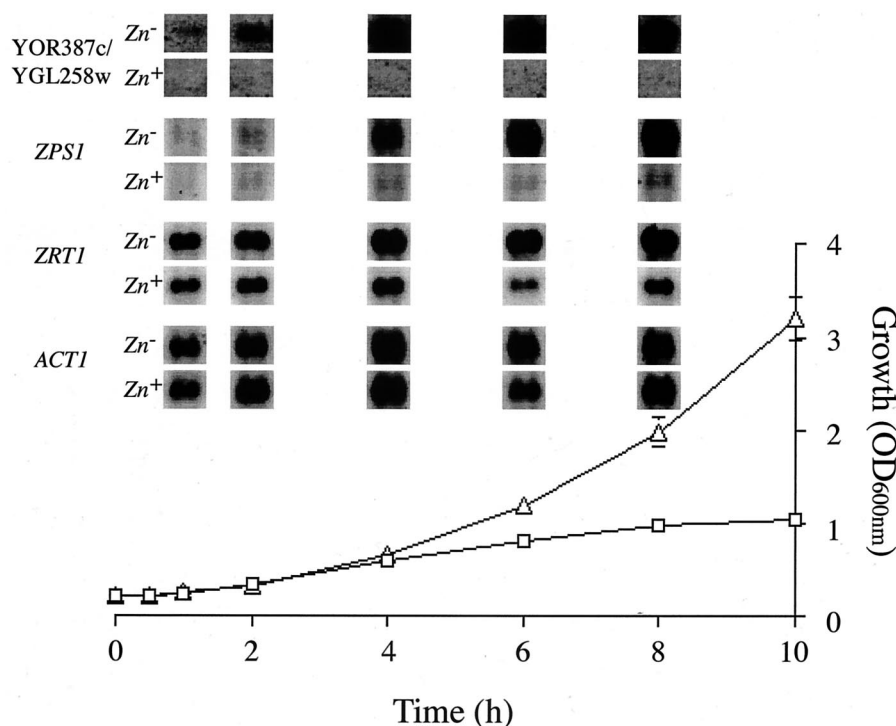 YOR387c/
YGL258w
Zn-
Zn+
ZPS1
Zn-
Zn+
ZRT1
Zn-
Zn+
ACT1
Zn-
Zn+
4
3
2
1
0
Growth (OD600nm)
0 2 4 6 8 10
Time (h)